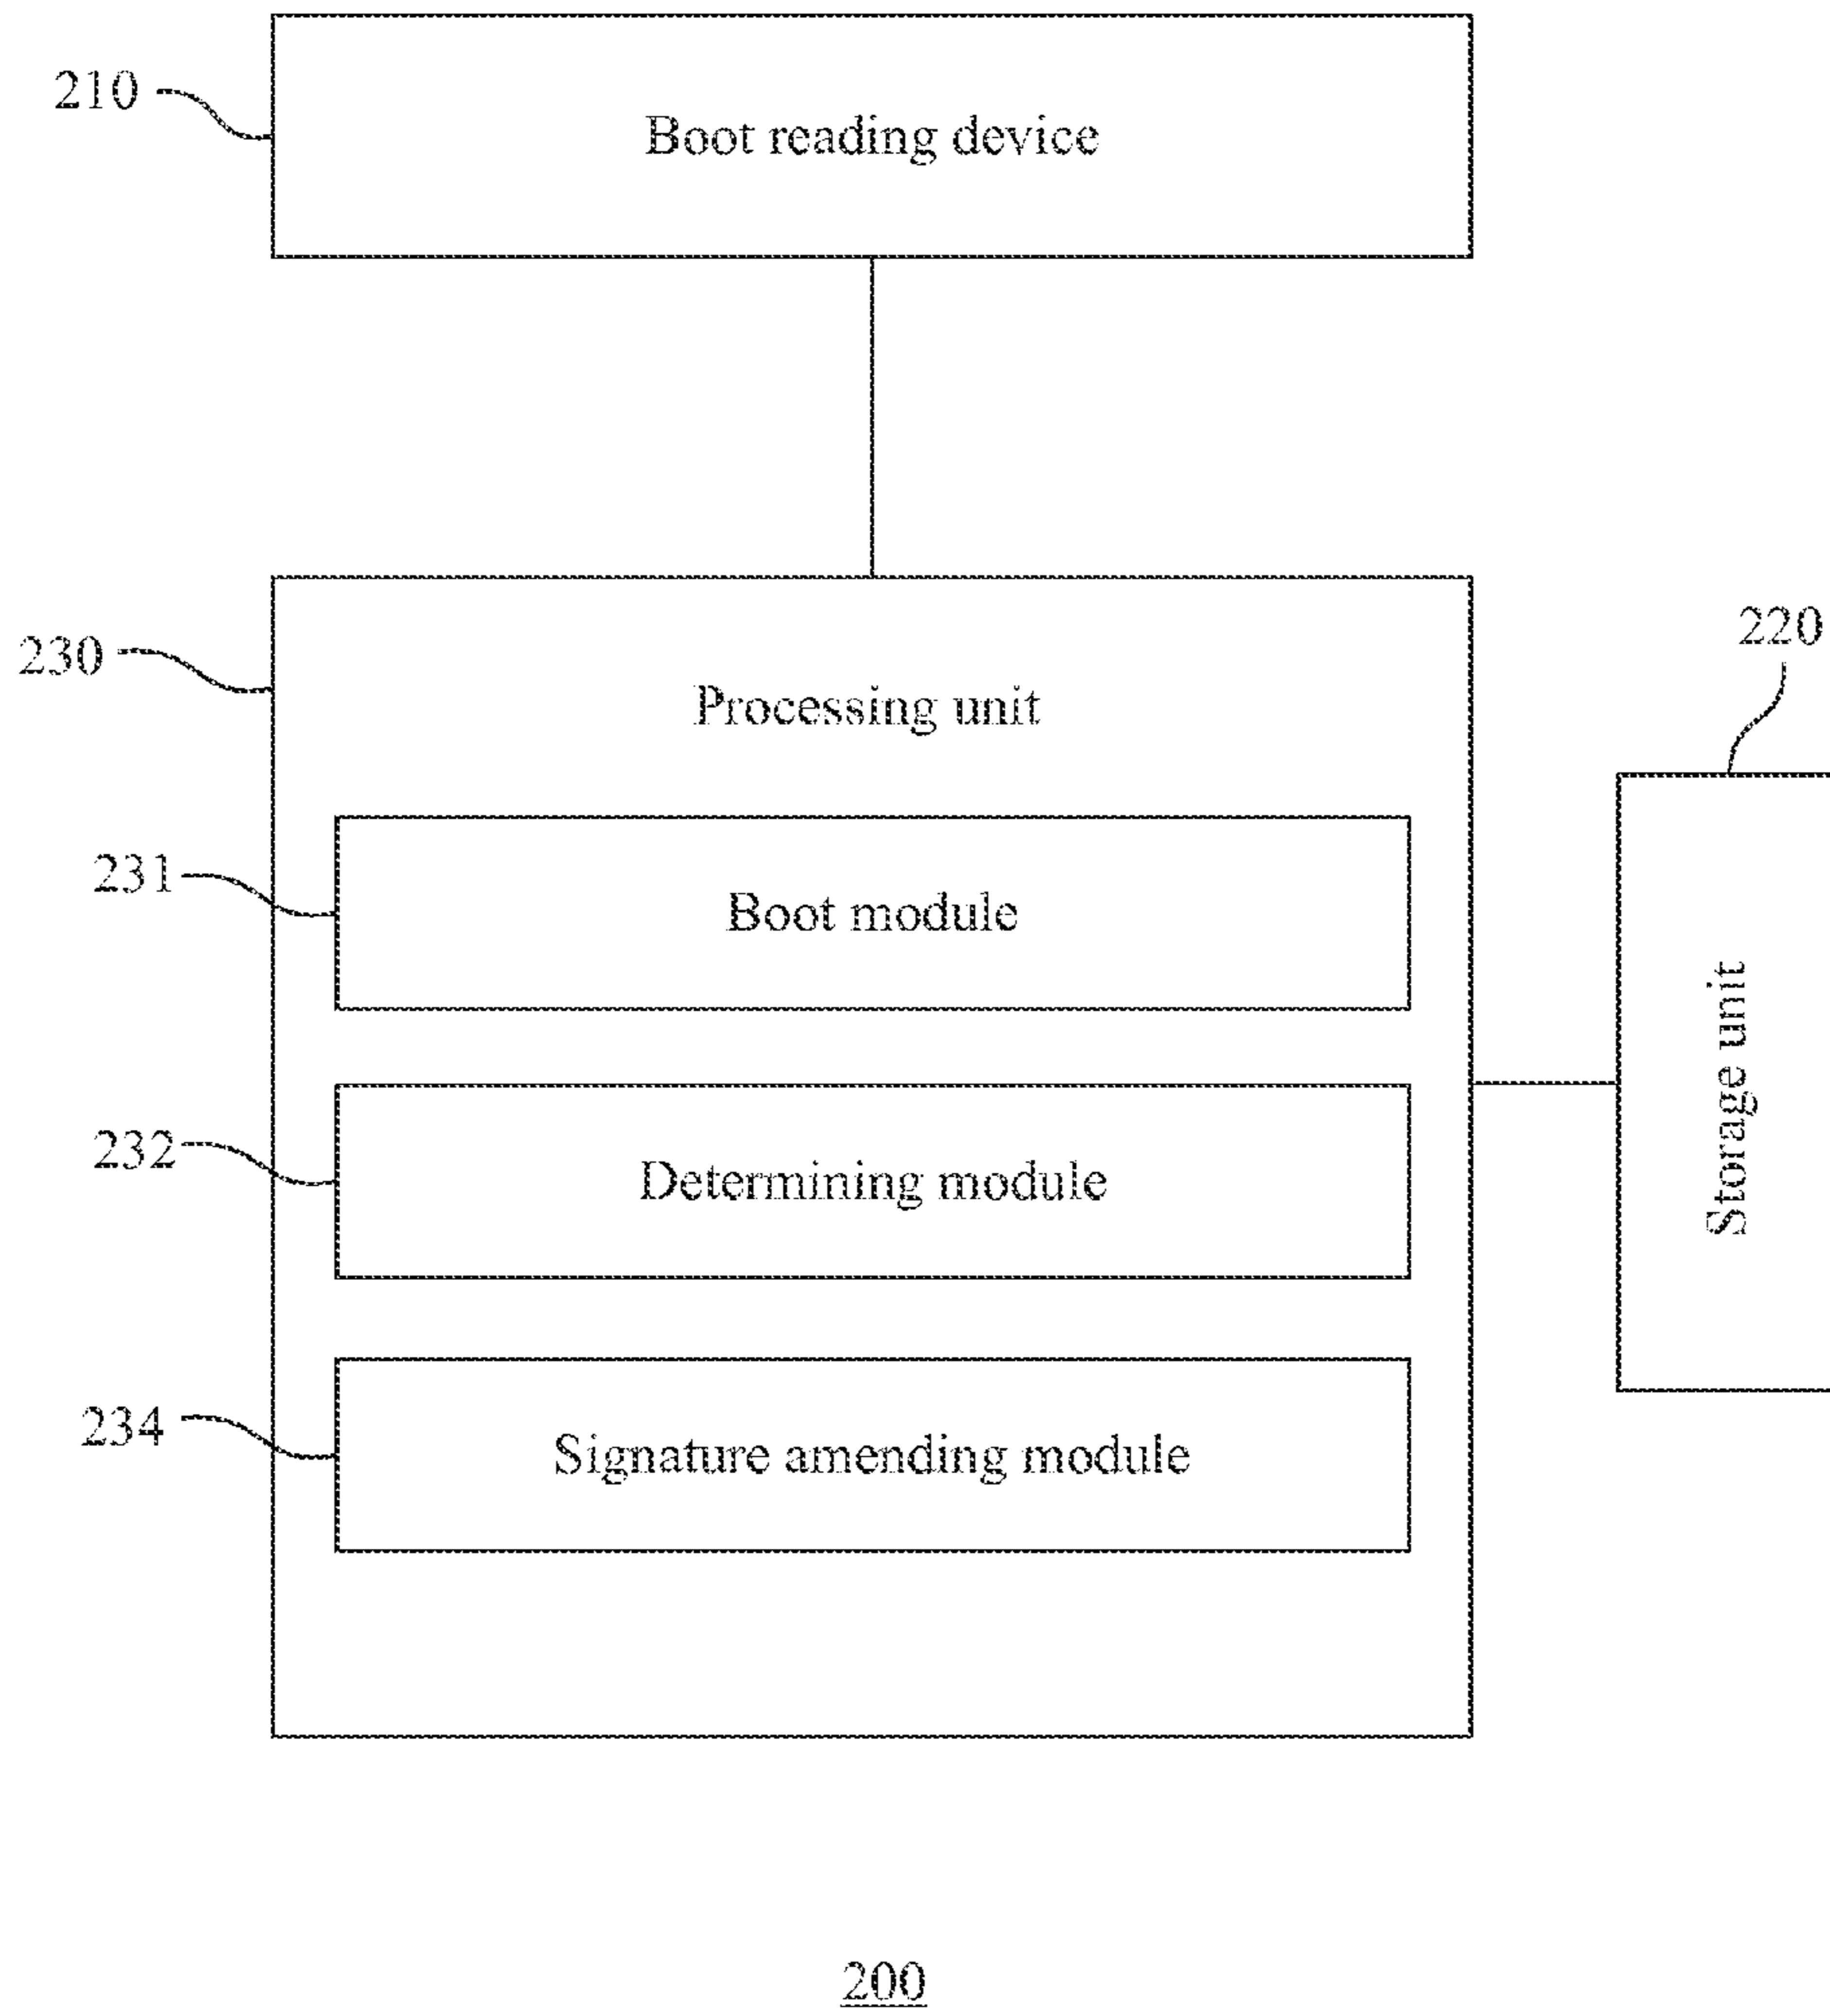 210
Boot reading device
230
Processing unit
220
231
Boot module
Storage unit
232
Determining module
234
Signature amending module
200